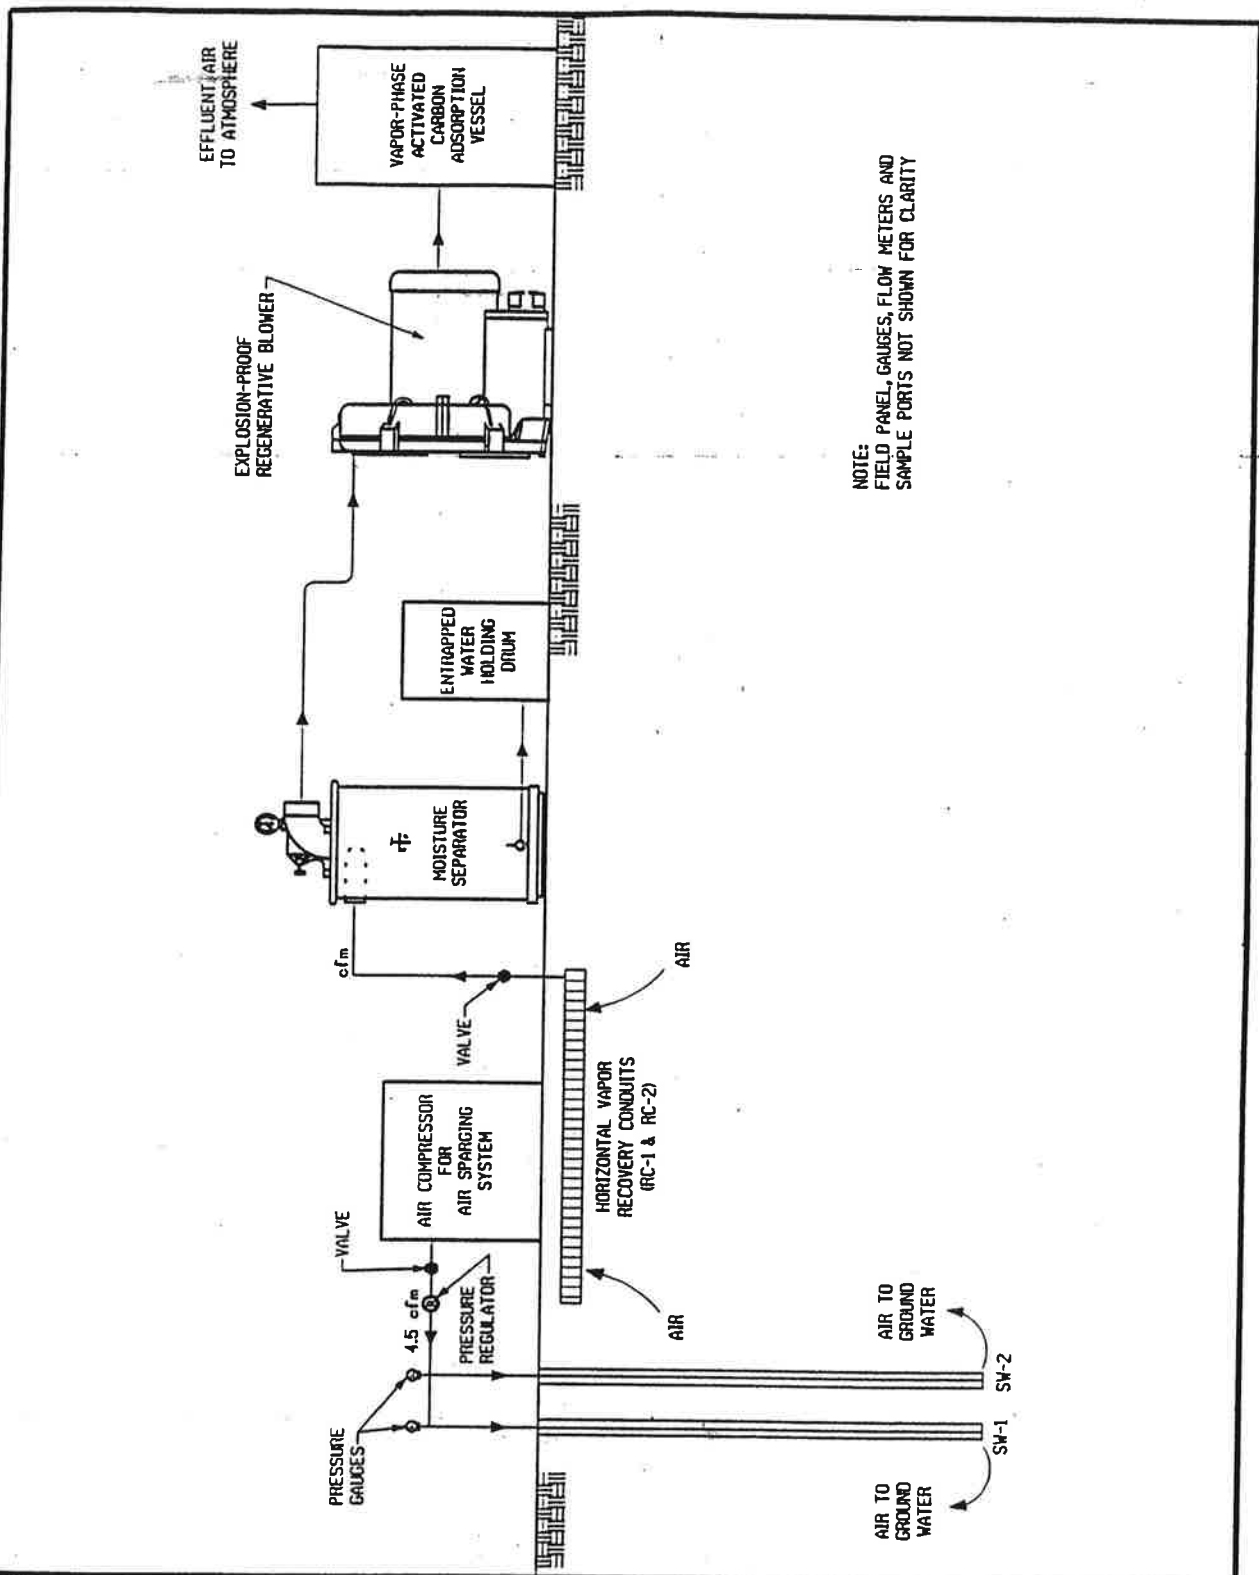 PRESSURE
GAUGES
4.5 cfm
VALVE
PRESSURE
REGULATOR
AIR COMPRESSOR
FOR
AIR SPARGING
SYSTEM
VALVE
cfm
MOISTURE
SEPARATOR
ENTRAPPED
WATER
HOLDING
DRUM
EXPLOSION-PROOF
REGENERATIVE BLOWER
EFFLUENT AIR
TO ATMOSPHERE
VAPOR-PHASE
ACTIVATED
CARBON
ADSORPTION
VESSEL
AIR
HORIZONTAL VAPOR
RECOVERY CONDUITS
(RC-1 & RC-2)
AIR
AIR TO
GROUND
WATER
SW-1
SW-2
AIR TO
GROUND
WATER
NOTE:
FIELD PANEL, GAUGES, FLOW METERS AND
SAMPLE PORTS NOT SHOWN FOR CLARITY